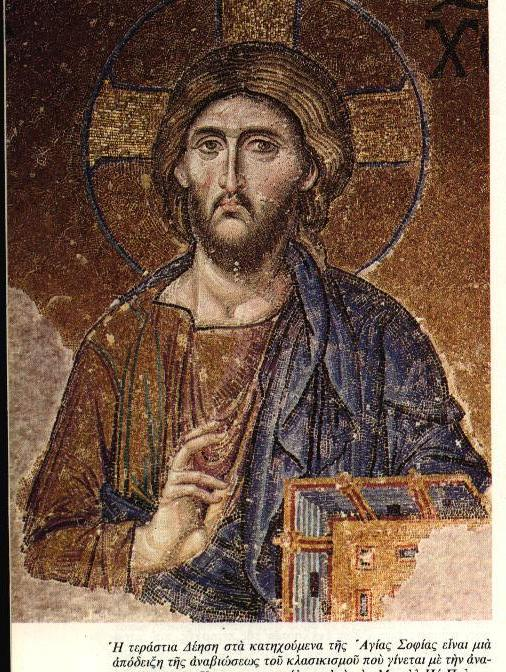 ΧC
Ἡ τεράστια Δέηση στὰ κατηχούμενα τῆς Ἁγίας Σοφίας εἶναι μιὰ
ἀπόδειξη τῆς ἀναβιώσεως τοῦ κλασικισμοῦ ποὺ γίνεται μὲ τὴν ἀνα-